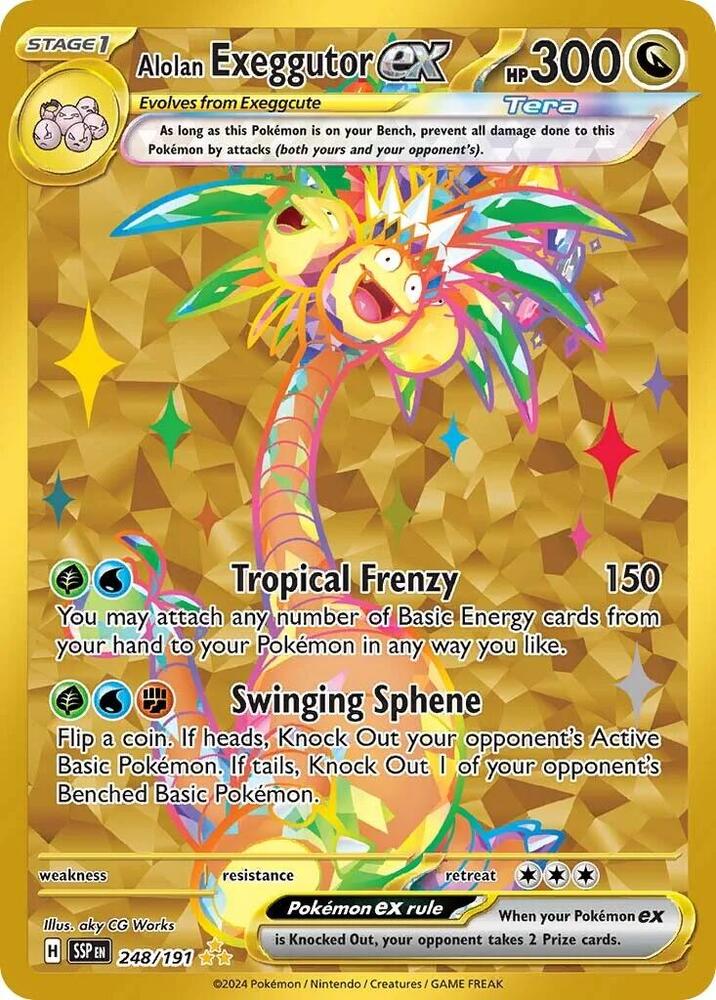 STAGE1
Alolan Exeggutor ex HP300
Evolves from Exeggcute
Tera
As long as this Pokémon is on your Bench, prevent all damage done to this
Pokémon by attacks (both yours and your opponent's).
Tropical Frenzy 150
You may attach any number of Basic Energy cards from
your hand to your Pokémon in any way you like.
Swinging Sphene
Flip a coin. If heads, Knock Out your opponent's Active
Basic Pokémon. If tails, Knock Out 1 of your opponent's
Benched Basic Pokémon.
weakness resistance retreat
Illus. aky CG Works
Pokémon ex rule
When your Pokémon ex
is Knocked Out, your opponent takes 2 Prize cards.
H SSP EN 248/191
©2024 Pokémon / Nintendo / Creatures / GAME FREAK